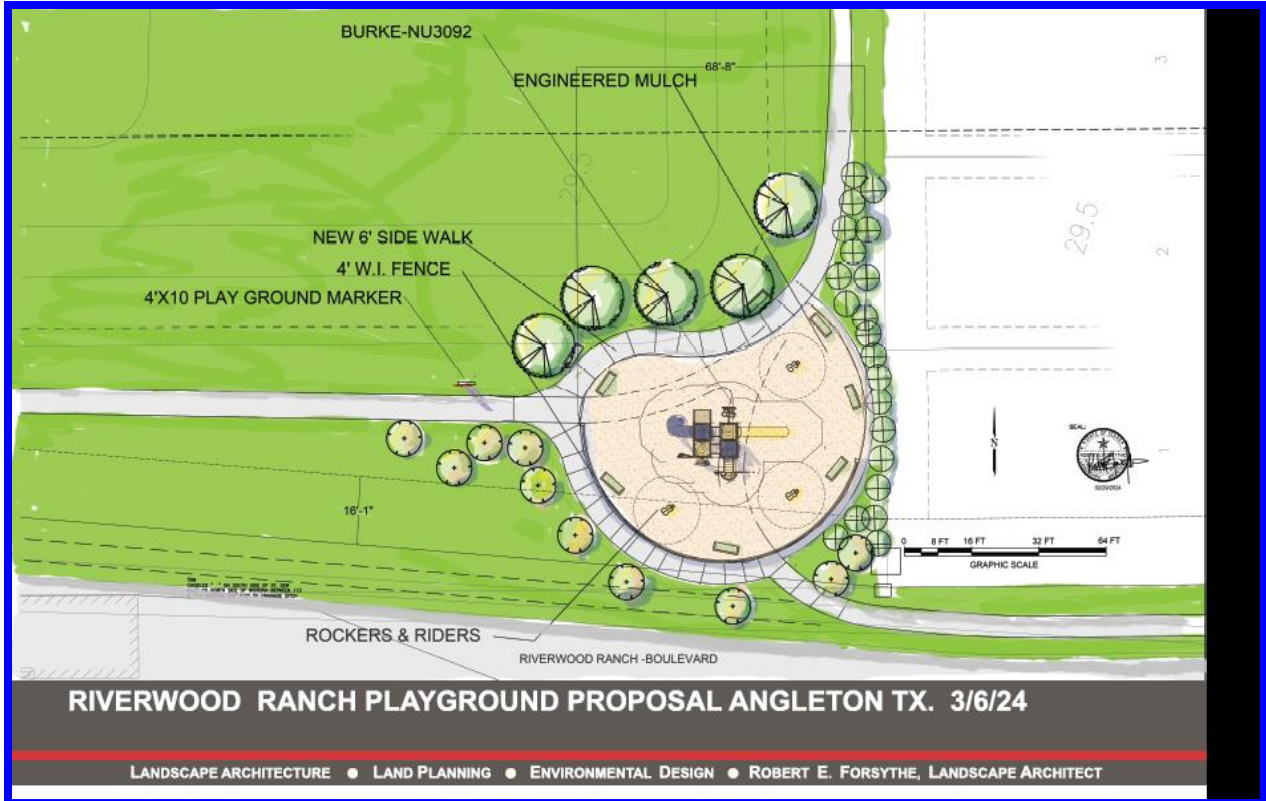 BURKE-NU3092
68'-8"
ENGINEERED MULCH
3
29.5
29.5
2
NEW 6' SIDE WALK
4' W.I. FENCE
4'X10 PLAY GROUND MARKER
N
SEAL:
1
16'-1"
0 8 FT 16 FT 32 FT 64 FT
GRAPHIC SCALE
ROCKERS & RIDERS
RIVERWOOD RANCH -BOULEVARD
RIVERWOOD RANCH PLAYGROUND PROPOSAL ANGLETON TX. 3/6/24
LANDSCAPE ARCHITECTURE ● LAND PLANNING ● ENVIRONMENTAL DESIGN ● ROBERT E. FORSYTHE, LANDSCAPE ARCHITECT